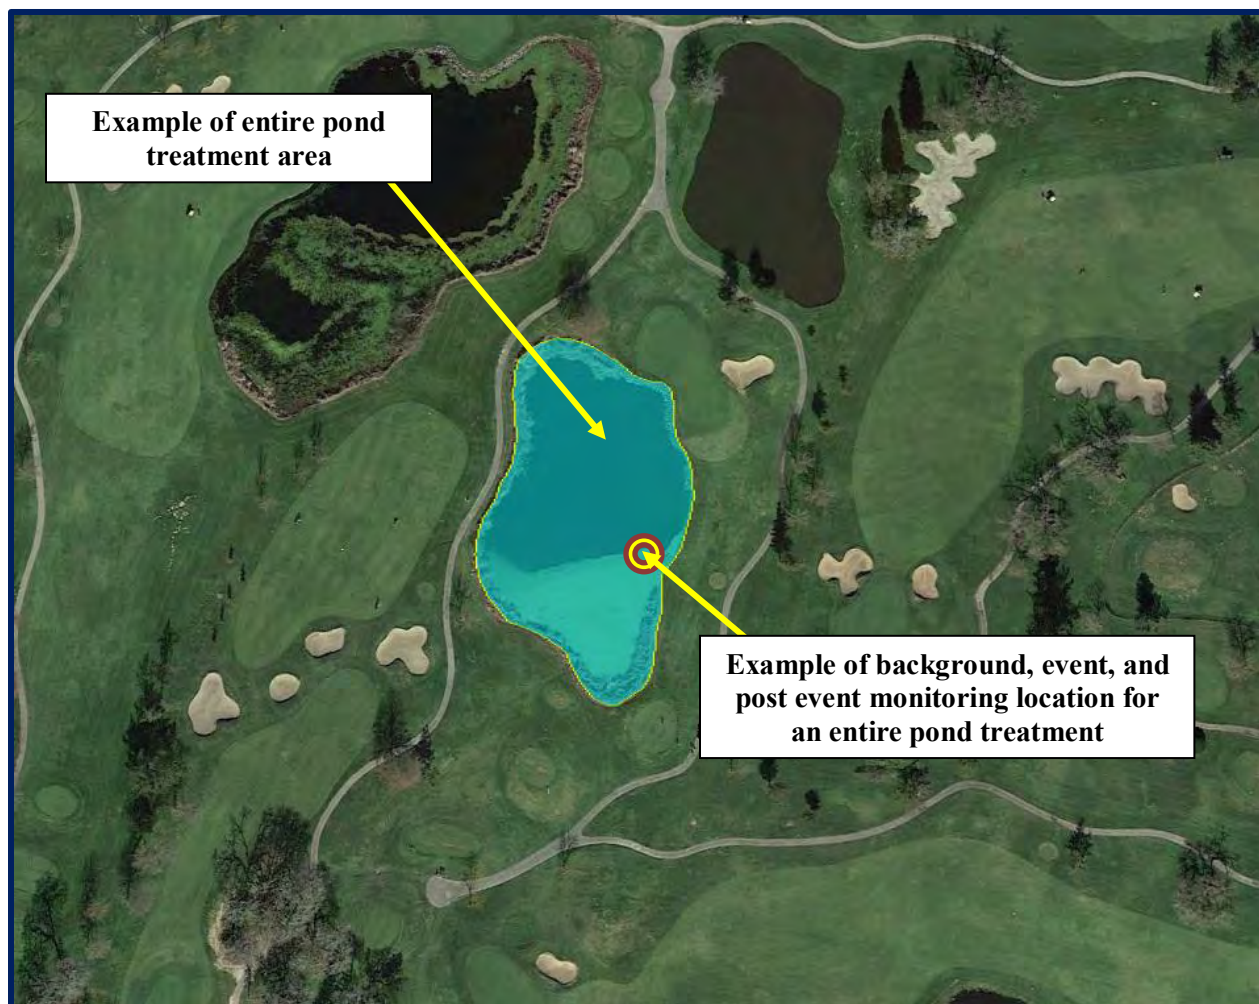 Example of entire pond
treatment area
Example of background, event, and
post event monitoring location for
an entire pond treatment